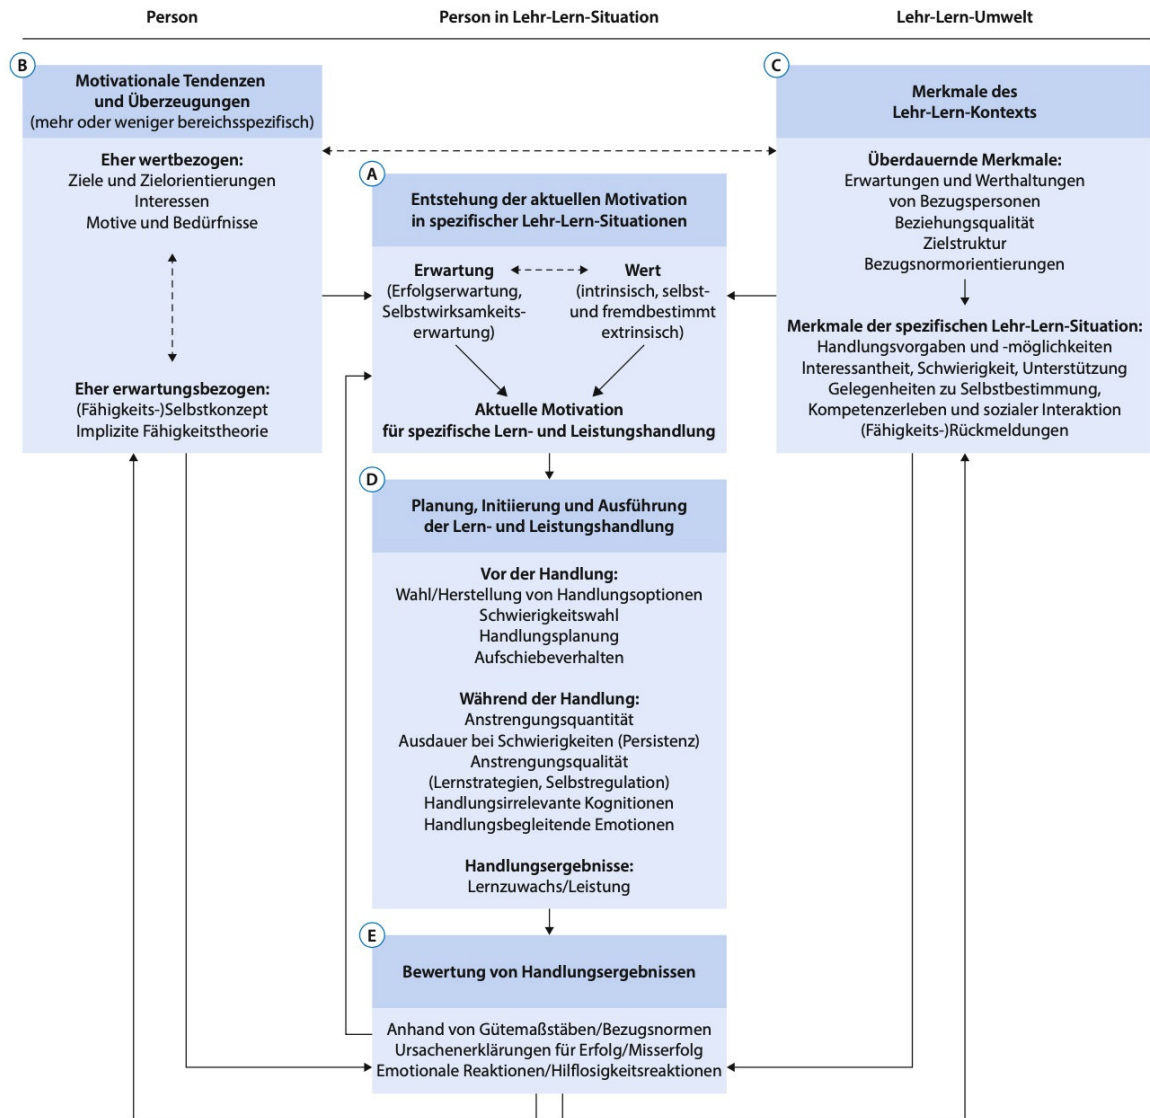 Person
Person in Lehr-Lern-Situation
Lehr-Lern-Umwelt
B
Motivationale Tendenzen
und Überzeugungen
(mehr oder weniger bereichsspezifisch)
Eher wertbezogen:
Ziele und Zielorientierungen
Interessen
Motive und Bedürfnisse
Eher erwartungsbezogen:
(Fähigkeits-)Selbstkonzept
Implizite Fähigkeitstheorie
A
Entstehung der aktuellen Motivation
in spezifischer Lehr-Lern-Situationen
Erwartung
(Erfolgserwartung,
Selbstwirksamkeits-
erwartung)
Wert
(intrinsisch, selbst-
und fremdbestimmt
extrinsisch)
Aktuelle Motivation
für spezifische Lern- und Leistungshandlung
C
Merkmale des
Lehr-Lern-Kontexts
Überdauernde Merkmale:
Erwartungen und Werthaltungen
von Bezugspersonen
Beziehungsqualität
Zielstruktur
Bezugsnormorientierungen
Merkmale der spezifischen Lehr-Lern-Situation:
Handlungsvorgaben und -möglichkeiten
Interessantheit, Schwierigkeit, Unterstützung
Gelegenheiten zu Selbstbestimmung,
Kompetenzerleben und sozialer Interaktion
(Fähigkeits-)Rückmeldungen
D
Planung, Initiierung und Ausführung
der Lern- und Leistungshandlung
Vor der Handlung:
Wahl/Herstellung von Handlungsoptionen
Schwierigkeitswahl
Handlungsplanung
Aufschiebeverhalten
Während der Handlung:
Anstrengungsquantität
Ausdauer bei Schwierigkeiten (Persistenz)
Anstrengungsqualität
(Lernstrategien, Selbstregulation)
Handlungsirrelevante Kognitionen
Handlungsbegleitende Emotionen
Handlungsergebnisse:
Lernzuwachs/Leistung
E
Bewertung von Handlungsergebnissen
Anhand von Gütemaßstäben/Bezugsnormen
Ursachenerklärungen für Erfolg/Misserfolg
Emotionale Reaktionen/Hilflosigkeitsreaktionen